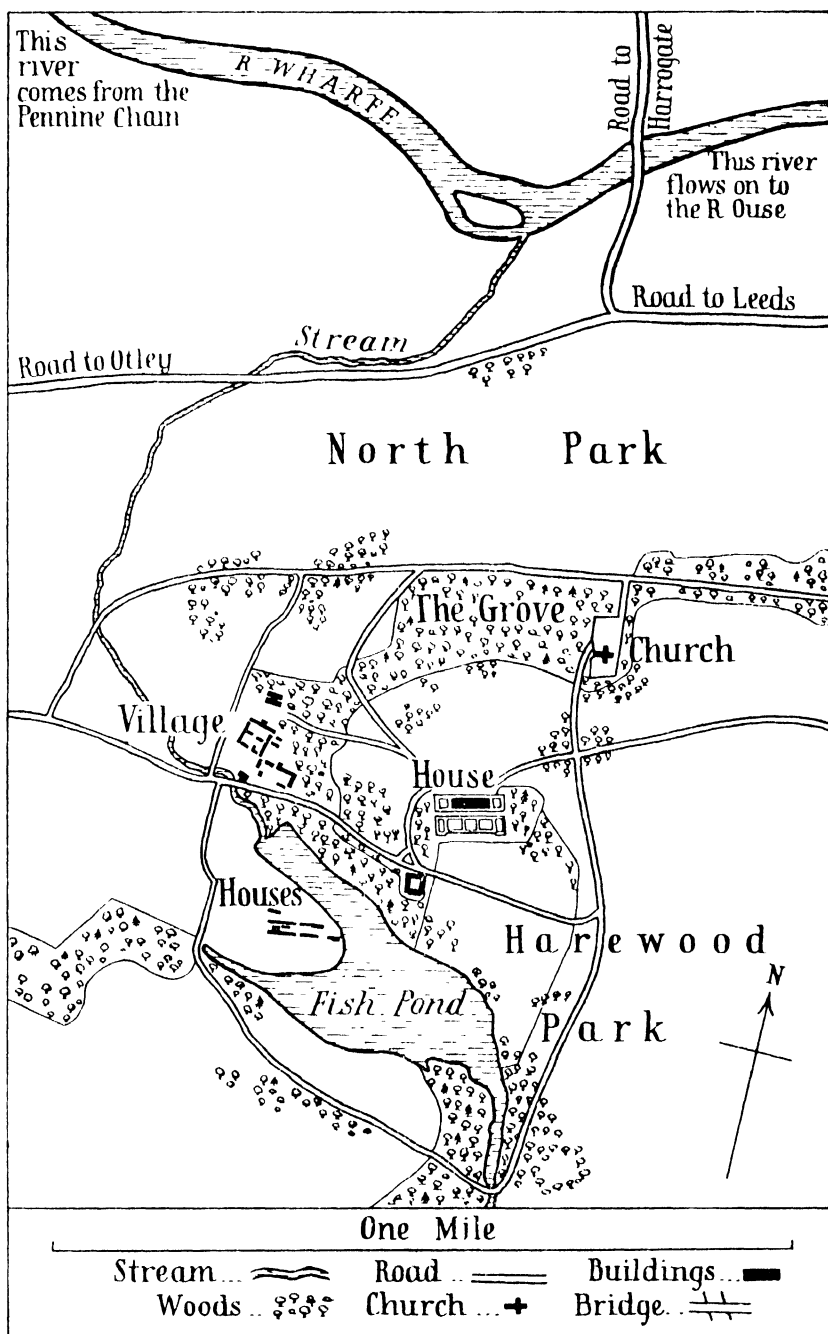 This
river
comes from the
Pennine Chain
R WHARFE
Road to
Harrogate
This river
flows on to
the R Ouse
Road to Leeds
Stream
Road to Otley
North Park
The Grove
Church
Village
House
Houses
Harewood
Park
Fish Pond
N
One Mile
Stream... Road.. Buildings...
Woods.. Church... Bridge..